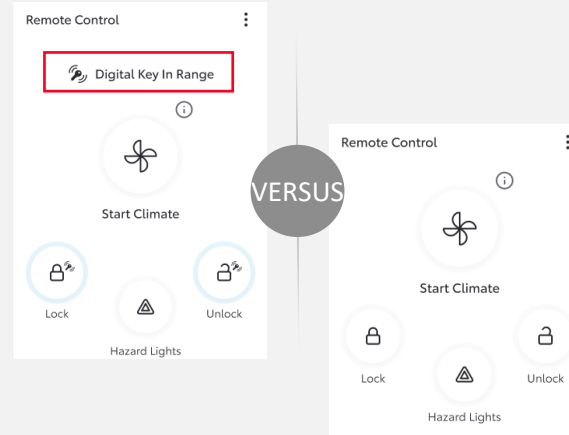 Remote Control
Digital Key In Range
Start Climate
Lock
Unlock
Hazard Lights
VERSUS
Remote Control
Start Climate
Lock
Unlock
Hazard Lights